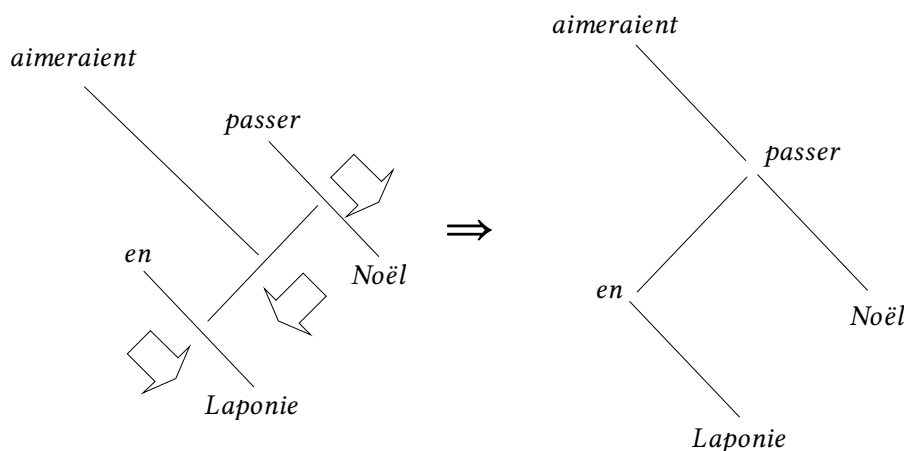 aimeraient
passer
en
Noël
Laponie
⇒
aimeraient
passer
en
Noël
Laponie